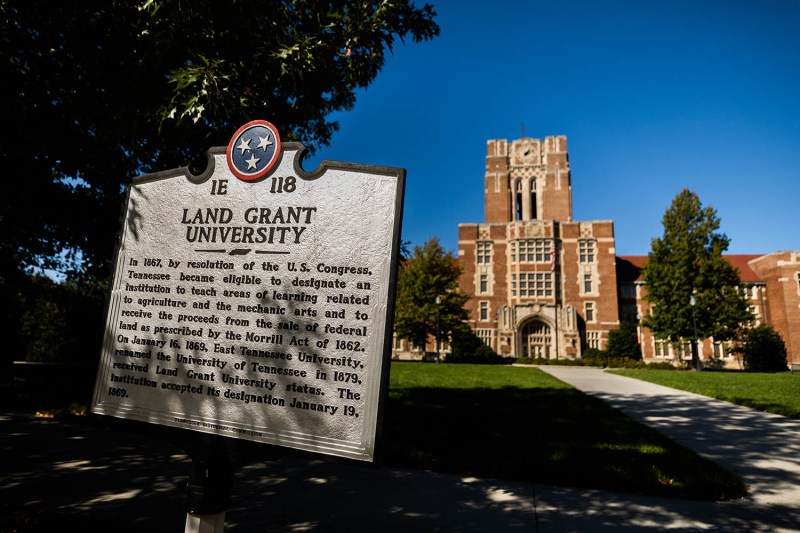 IE 118
LAND GRANT
UNIVERSITY
In 1867, by resolution of the U. S. Congress,
Tennessee became eligible to designate an
institution to teach areas of learning related
to agriculture and the mechanic arts and to
receive the proceeds from the sale of federal
land as prescribed by the Morrill Act of 1862.
On January 16, 1869, East Tennessee University,
renamed the University of Tennessee in 1879,
received Land Grant University status. The
Institution accepted its designation January 19,
1869.
TENNESSEE HISTORICAL COMMISSION